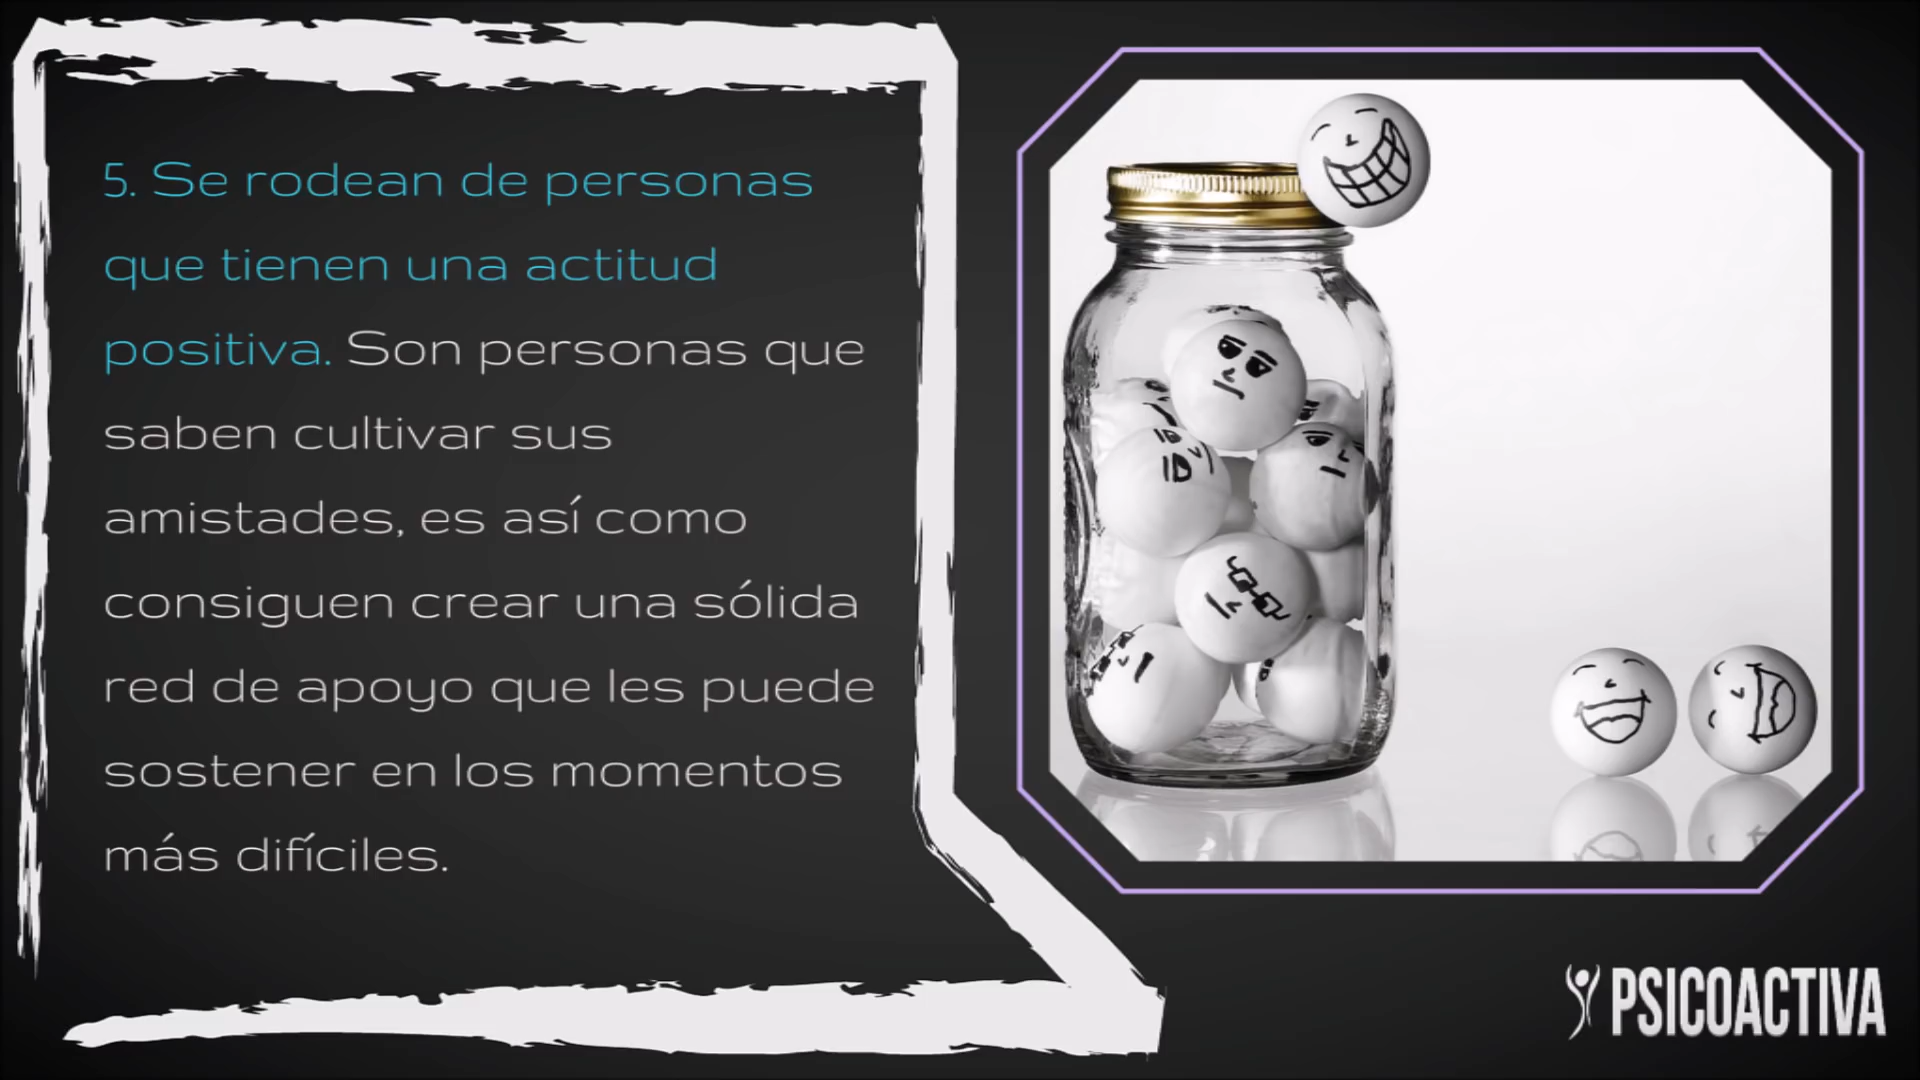 5. Se rodean de personas
que tienen una actitud
positiva. Son personas que
saben cultivar sus
amistades, es así como
consiguen crear una sólida
red de apoyo que les puede
sostener en los momentos
más difíciles.
PSICOACTIVA